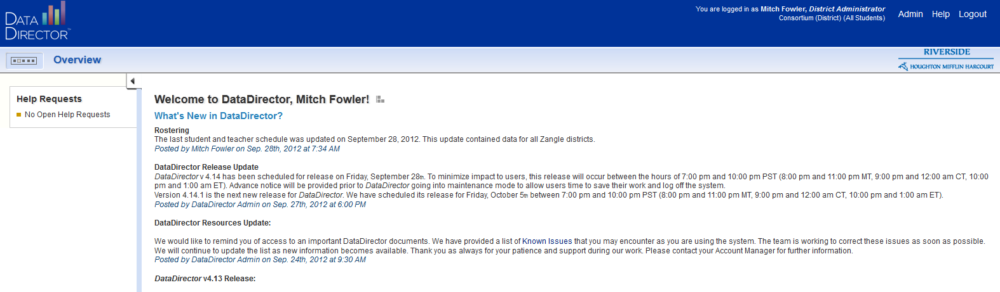 DATA
DIRECTOR™
You are logged in as Mitch Fowler, District Administrator
Consortium (District) (All Students)
Admin Help Logout
Overview
RIVERSIDE
HOUGHTON MIFFLIN HARCOURT
Help Requests
No Open Help Requests
Welcome to DataDirector, Mitch Fowler!
What's New in DataDirector?
Rostering
The last student and teacher schedule was updated on September 28, 2012. This update contained data for all Zangle districts.
Posted by Mitch Fowler on Sep. 28th, 2012 at 7:34 AM
DataDirector Release Update
DataDirector v 4.14 has been scheduled for release on Friday, September 28th. To minimize impact to users, this release will occur between the hours of 7:00 pm and 10:00 pm PST (8:00 pm and 11:00 pm MT, 9:00 pm and 12:00 am CT, 10:00
pm and 1:00 am ET). Advance notice will be provided prior to DataDirector going into maintenance mode to allow users time to save their work and log off the system.
Version 4.14.1 is the next new release for DataDirector. We have scheduled its release for Friday, October 5th between 7:00 pm and 10:00 pm PST (8:00 pm and 11:00 pm MT, 9:00 pm and 12:00 am CT, 10:00 pm and 1:00 am ET).
Posted by DataDirector Admin on Sep. 27th, 2012 at 6:00 PM
DataDirector Resources Update:
We would like to remind you of access to an important DataDirector documents. We have provided a list of Known Issues that you may encounter as you are using the system. The team is working to correct these issues as soon as possible.
We will continue to update the list as new information becomes available. Thank you as always for your patience and support during our work. Please contact your Account Manager for further information.
Posted by DataDirector Admin on Sep. 24th, 2012 at 9:30 AM
DataDirector v4.13 Release: